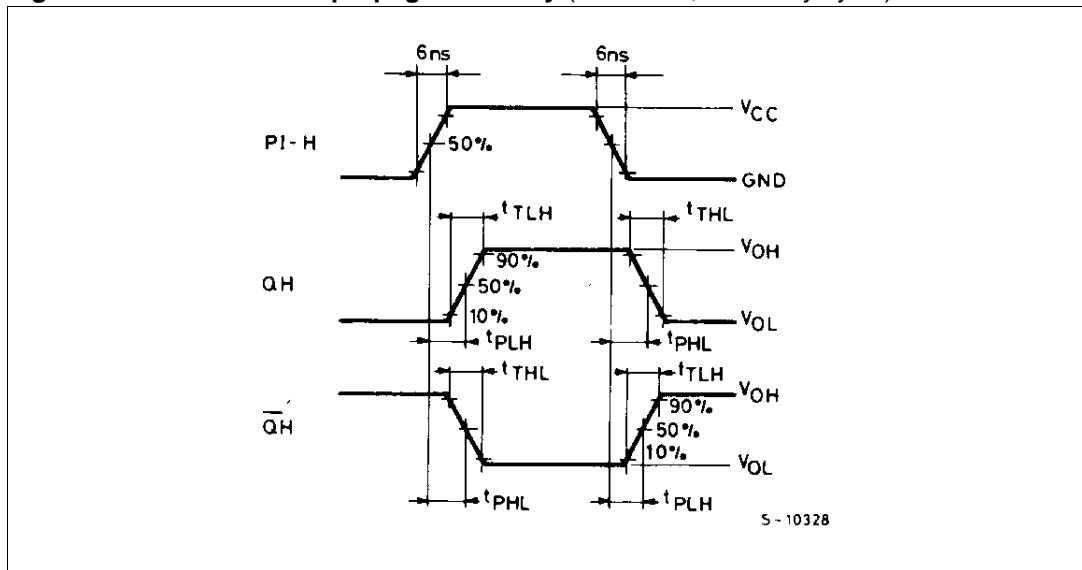 6ns 6ns
VCC
PI-H
50%
GND
tTLH tTHL
VOH
90%
QH
50%
10%
VOL
tPLH tPHL
tTHL tTLH
VOH
90%
Q̅H
50%
10%
VOL
tPHL tPLH
S-10328